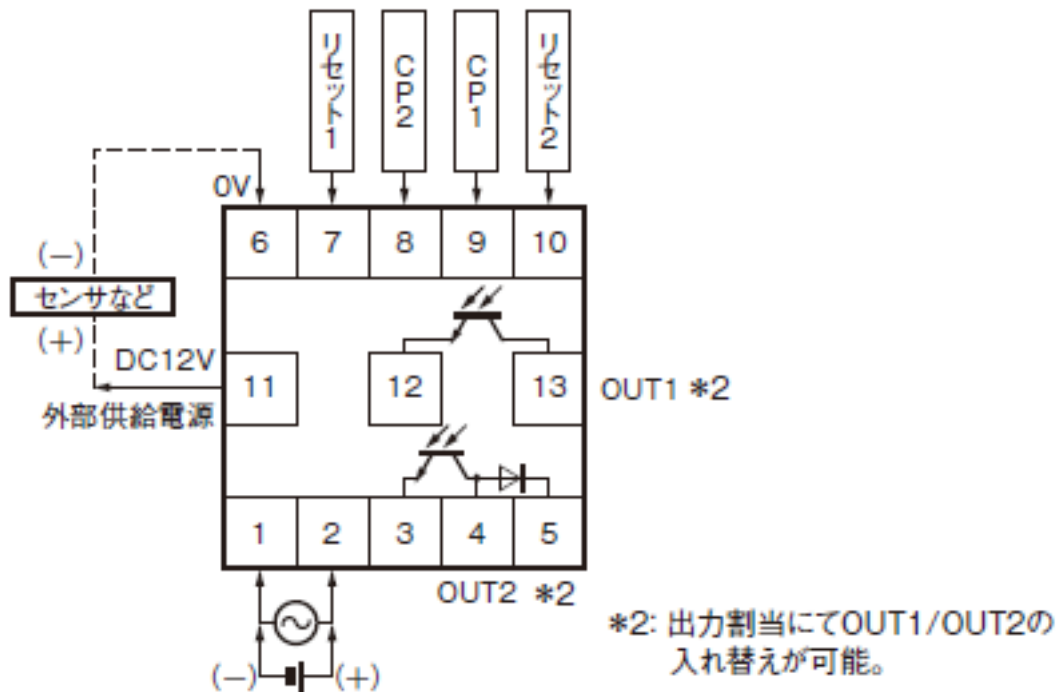 リセット1
CP2
CP1
リセット2
0V
6 7 8 9 10
(−)
センサなど
(+)
DC12V
外部供給電源
11 12 13
OUT1 *2
1 2 3 4 5
OUT2 *2
(−) (+)
*2: 出力割当にてOUT1/OUT2の
入れ替えが可能。